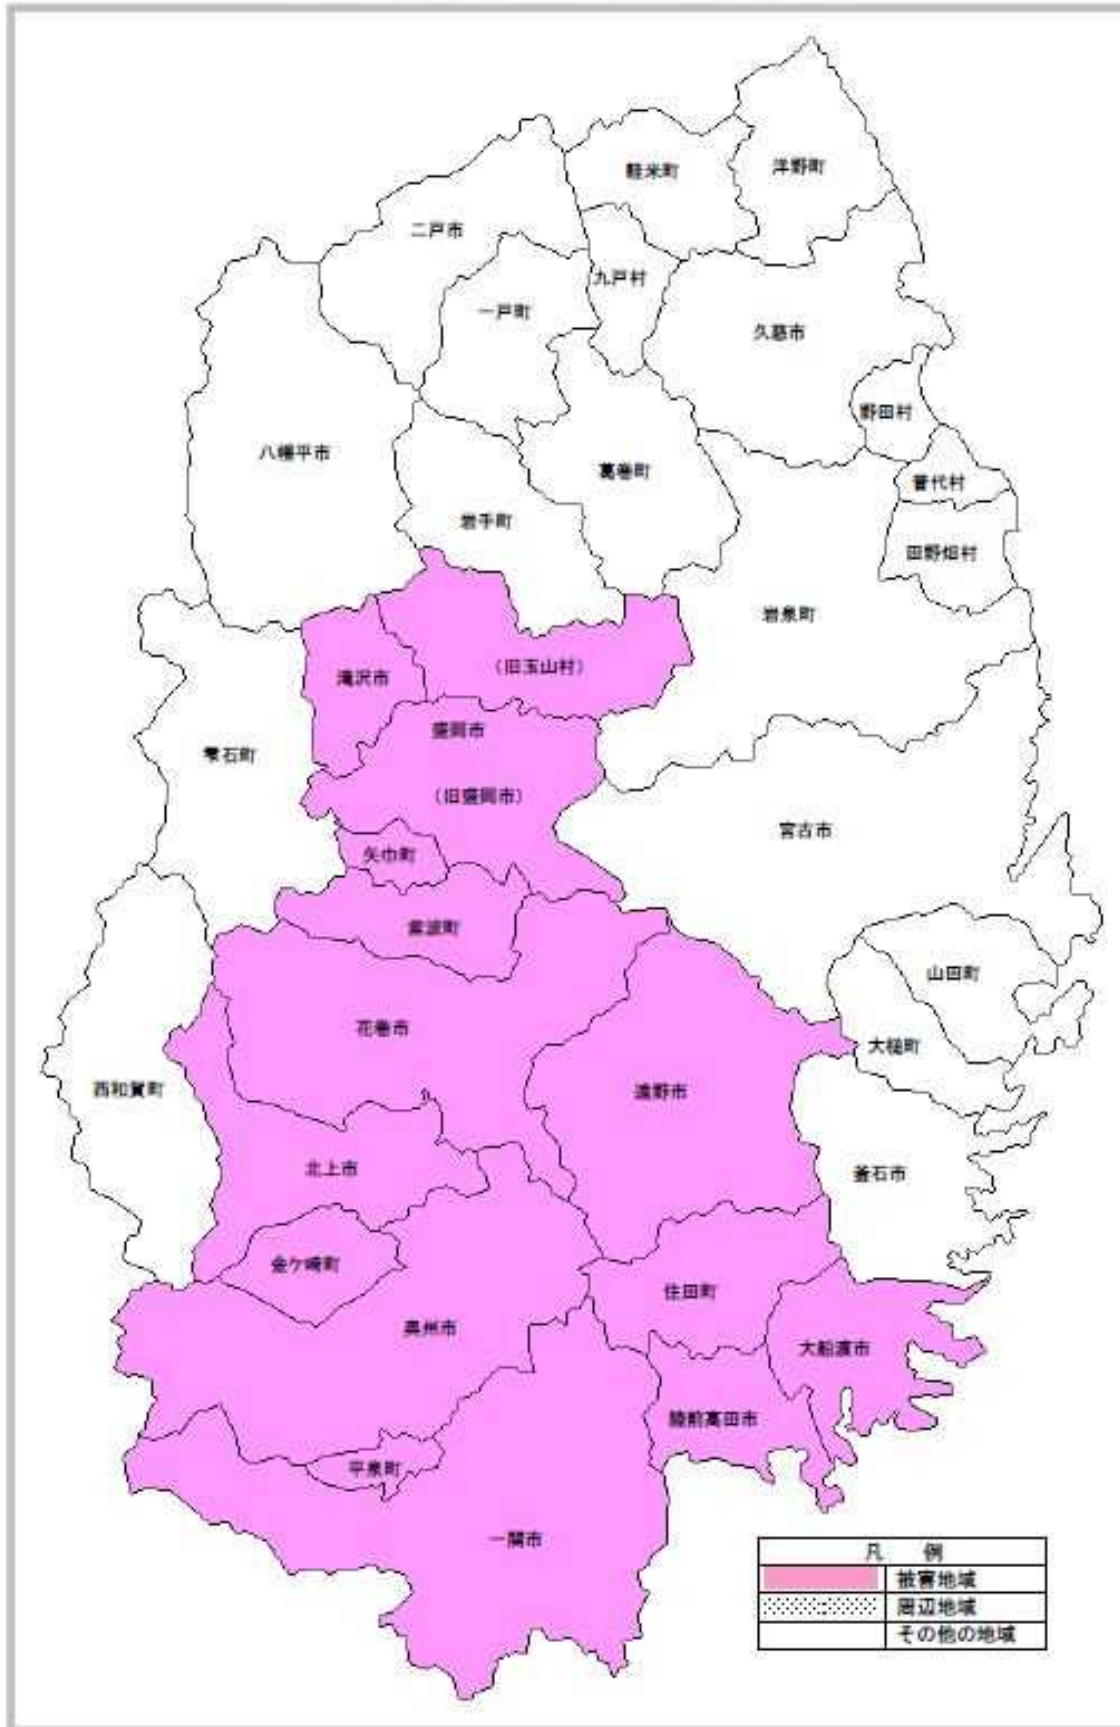 洋野町
軽米町
二戸市
九戸村
一戸町
久慈市
野田村
八幡平市
葛巻町
普代村
岩手町
田野畑村
岩泉町
（旧玉山村）
滝沢市
盛岡市
雫石町
（旧盛岡市）
宮古市
矢巾町
紫波町
山田町
花巻市
大槌町
西和賀町
遠野市
北上市
釜石市
金ケ崎町
住田町
奥州市
大船渡市
陸前高田市
平泉町
一関市
凡　例
被害地域
周辺地域
その他の地域